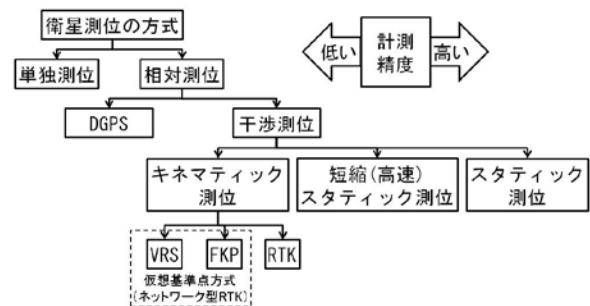 衛星測位の方式
低い
計測
精度
高い
単独測位
相対測位
DGPS
干渉測位
キネマティック
測位
短縮(高速)
スタティック測位
スタティック
測位
VRS
FKP
RTK
仮想基準点方式
(ネットワーク型RTK)